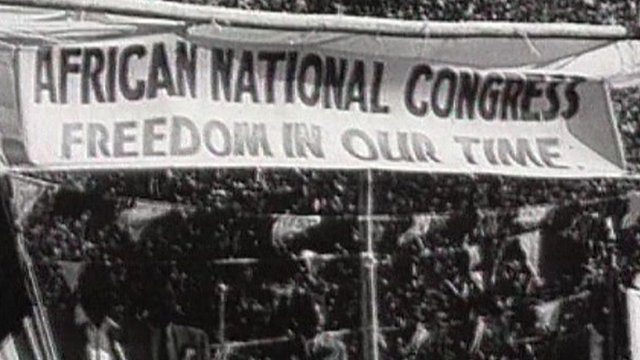 AFRICAN NATIONAL CONGRESS
FREEDOM IN OUR TIME.